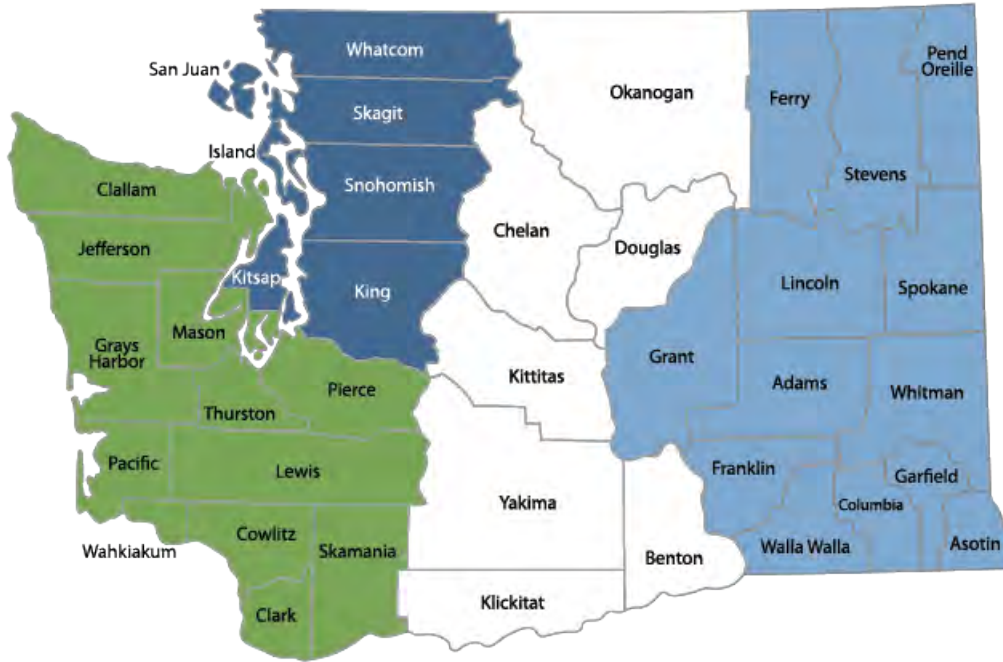 Whatcom
San Juan
Skagit
Island
Snohomish
Kitsap
King
Okanogan
Chelan
Douglas
Kittitas
Yakima
Klickitat
Benton
Ferry
Stevens
Pend
Oreille
Lincoln
Spokane
Grant
Adams
Whitman
Franklin
Garfield
Columbia
Walla Walla
Asotin
Clallam
Jefferson
Grays
Harbor
Mason
Pierce
Thurston
Pacific
Lewis
Wahkiakum
Cowlitz
Skamania
Clark